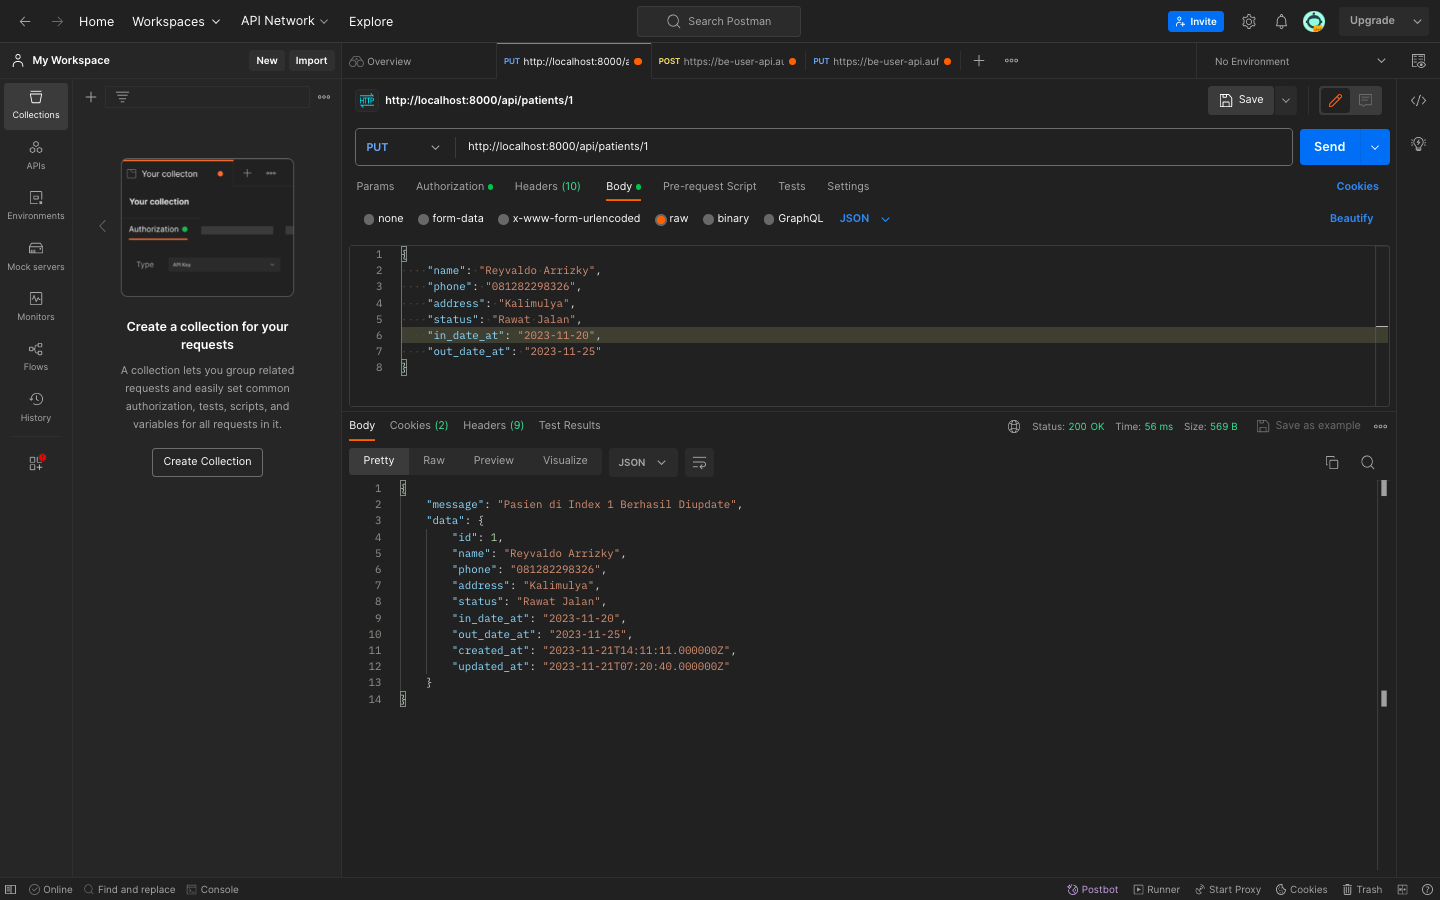 Home Workspaces API Network Explore Search Postman Invite Upgrade
My Workspace New Import Overview PUT http://localhost:8000/a POST https://be-user-api.au PUT https://be-user-api.auf No Environment
Collections
APIs
Environments
Mock servers
Monitors
Flows
History
Your collecton
Your collection
Authorization
Type API Key
Create a collection for your
requests
A collection lets you group related
requests and easily set common
authorization, tests, scripts, and
variables for all requests in it.
Create Collection
HTTP http://localhost:8000/api/patients/1 Save
PUT http://localhost:8000/api/patients/1 Send
Params Authorization Headers (10) Body Pre-request Script Tests Settings Cookies
none form-data x-www-form-urlencoded raw binary GraphQL JSON Beautify
1 {
2 "name": "Reyvaldo Arrizky",
3 "phone": "081282298326",
4 "address": "Kalimulya",
5 "status": "Rawat Jalan",
6 "in_date_at": "2023-11-20",
7 "out_date_at": "2023-11-25"
8 }
Body Cookies (2) Headers (9) Test Results Status: 200 OK Time: 56 ms Size: 569 B Save as example
Pretty Raw Preview Visualize JSON
1 {
2 "message": "Pasien di Index 1 Berhasil Diupdate",
3 "data": {
4 "id": 1,
5 "name": "Reyvaldo Arrizky",
6 "phone": "081282298326",
7 "address": "Kalimulya",
8 "status": "Rawat Jalan",
9 "in_date_at": "2023-11-20",
10 "out_date_at": "2023-11-25",
11 "created_at": "2023-11-21T14:11:11.000000Z",
12 "updated_at": "2023-11-21T07:20:40.000000Z"
13 }
14 }
Online Find and replace Console Postbot Runner Start Proxy Cookies Trash